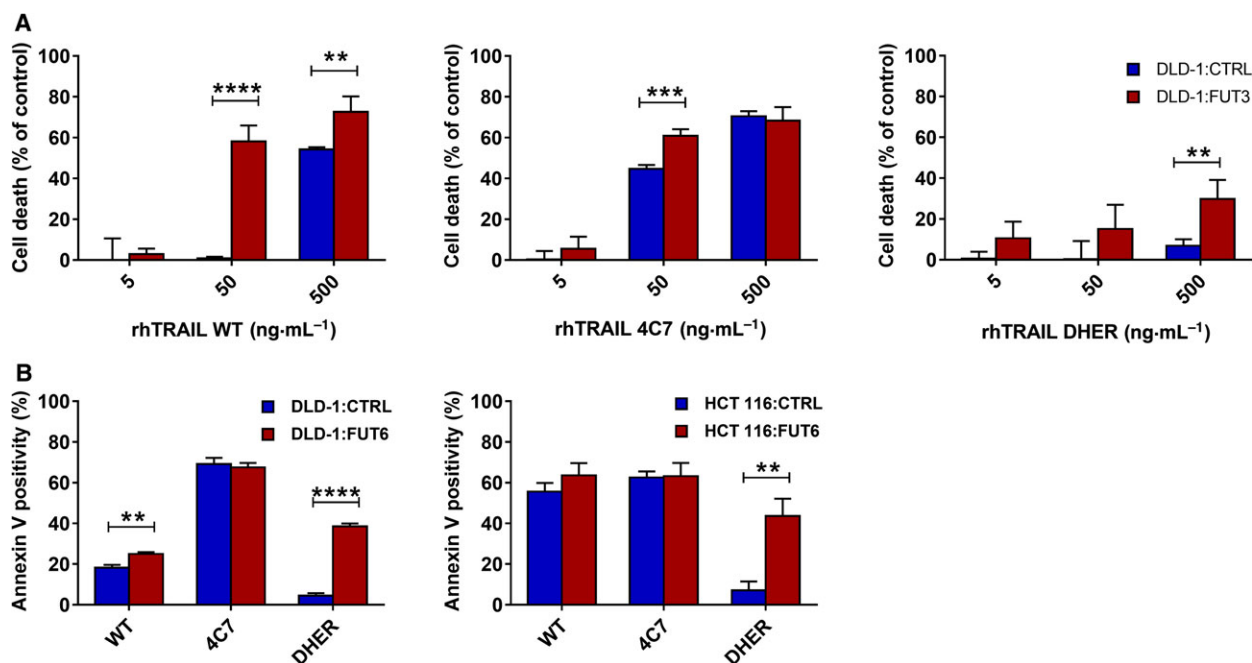 A
Cell death (% of control)
100
80
60
40
20
0
****
**
5
50
500
rhTRAIL WT (ng·mL⁻¹)
Cell death (% of control)
100
80
60
40
20
0
***
5
50
500
rhTRAIL 4C7 (ng·mL⁻¹)
Cell death (% of control)
100
80
60
40
20
0
DLD-1:CTRL
DLD-1:FUT3
**
5
50
500
rhTRAIL DHER (ng·mL⁻¹)
B
Annexin V positivity (%)
100
80
60
40
20
0
DLD-1:CTRL
DLD-1:FUT6
**
****
WT
4C7
DHER
Annexin V positivity (%)
100
80
60
40
20
0
HCT 116:CTRL
HCT 116:FUT6
**
WT
4C7
DHER